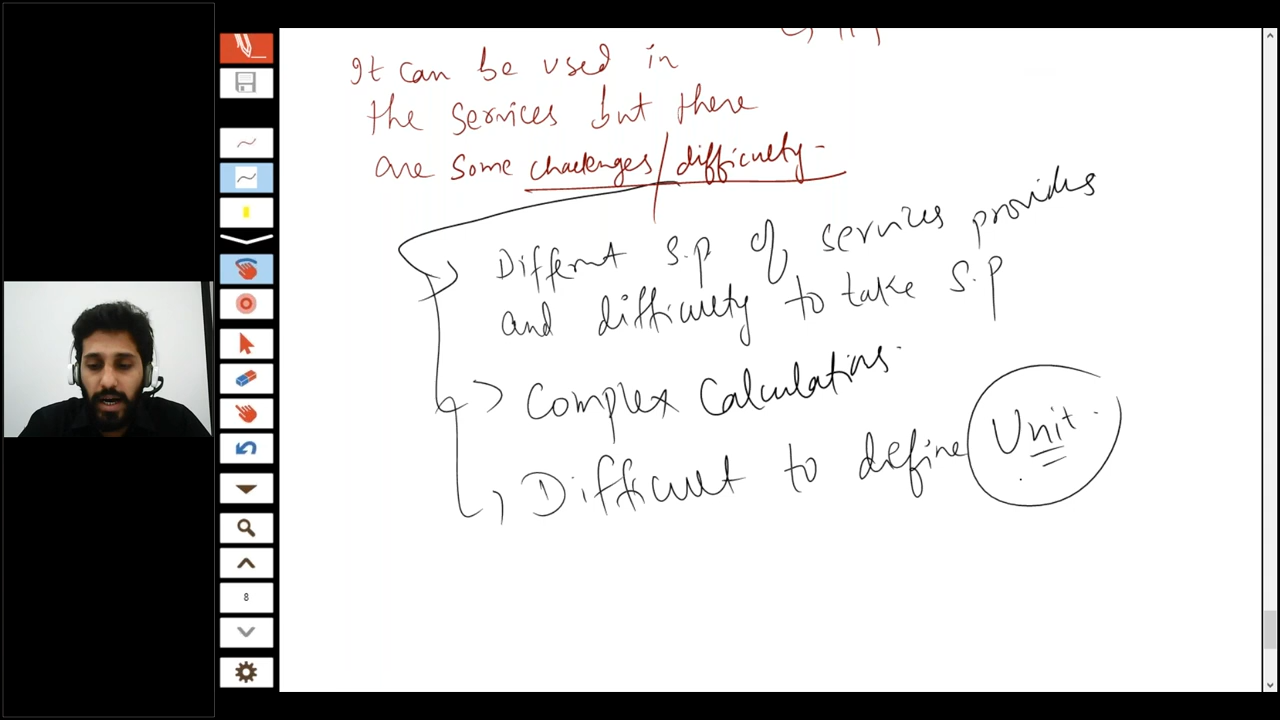 It can be used in
the services but there
are some challenges/difficulty-
Different S.p of services provides
and difficulty to take S.p
Complex Calculations.
Difficult to define Unit.
8